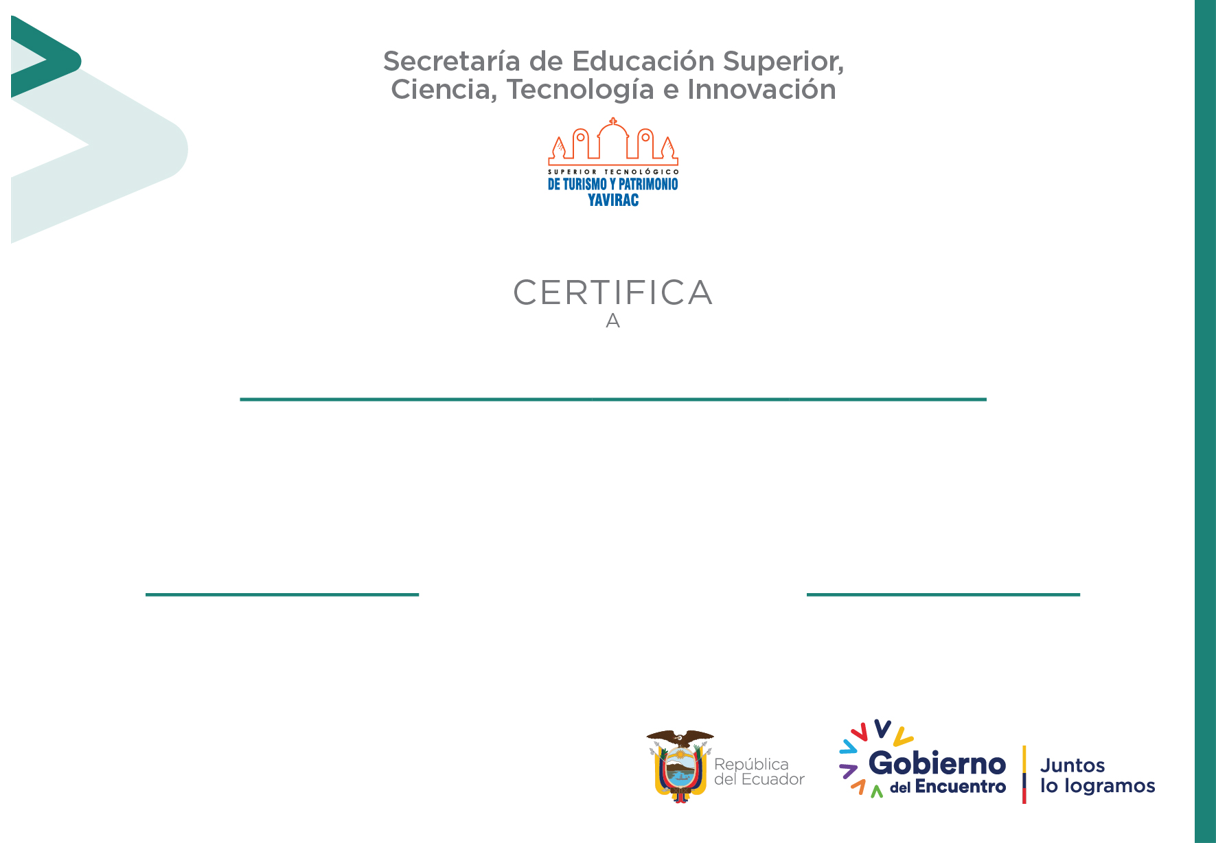 Secretaría de Educación Superior,
Ciencia, Tecnología e Innovación
SUPERIOR TECNOLÓGICO
DE TURISMO Y PATRIMONIO
YAVIRAC
CERTIFICA
A
República
del Ecuador
Gobierno
del Encuentro
Juntos
lo logramos